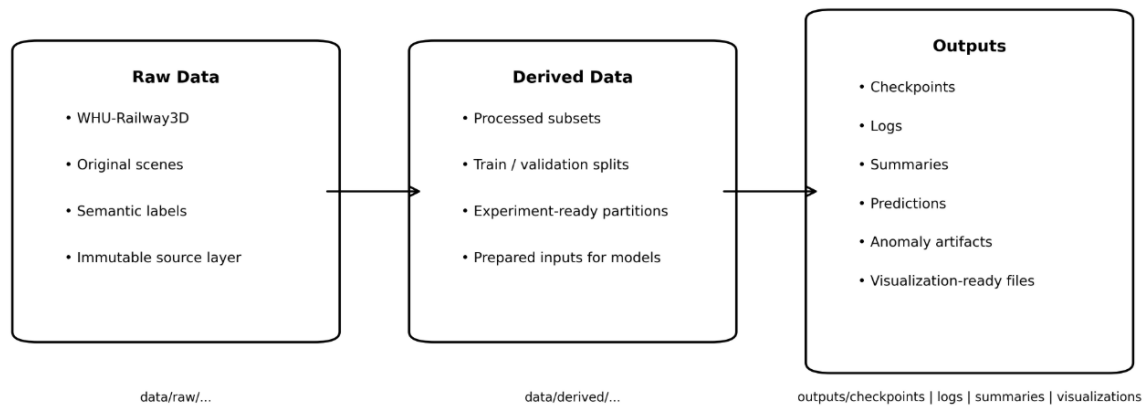 Raw Data
• WHU-Railway3D
• Original scenes
• Semantic labels
• Immutable source layer
data/raw/...
Derived Data
• Processed subsets
• Train / validation splits
• Experiment-ready partitions
• Prepared inputs for models
data/derived/...
Outputs
• Checkpoints
• Logs
• Summaries
• Predictions
• Anomaly artifacts
• Visualization-ready files
outputs/checkpoints | logs | summaries | visualizations